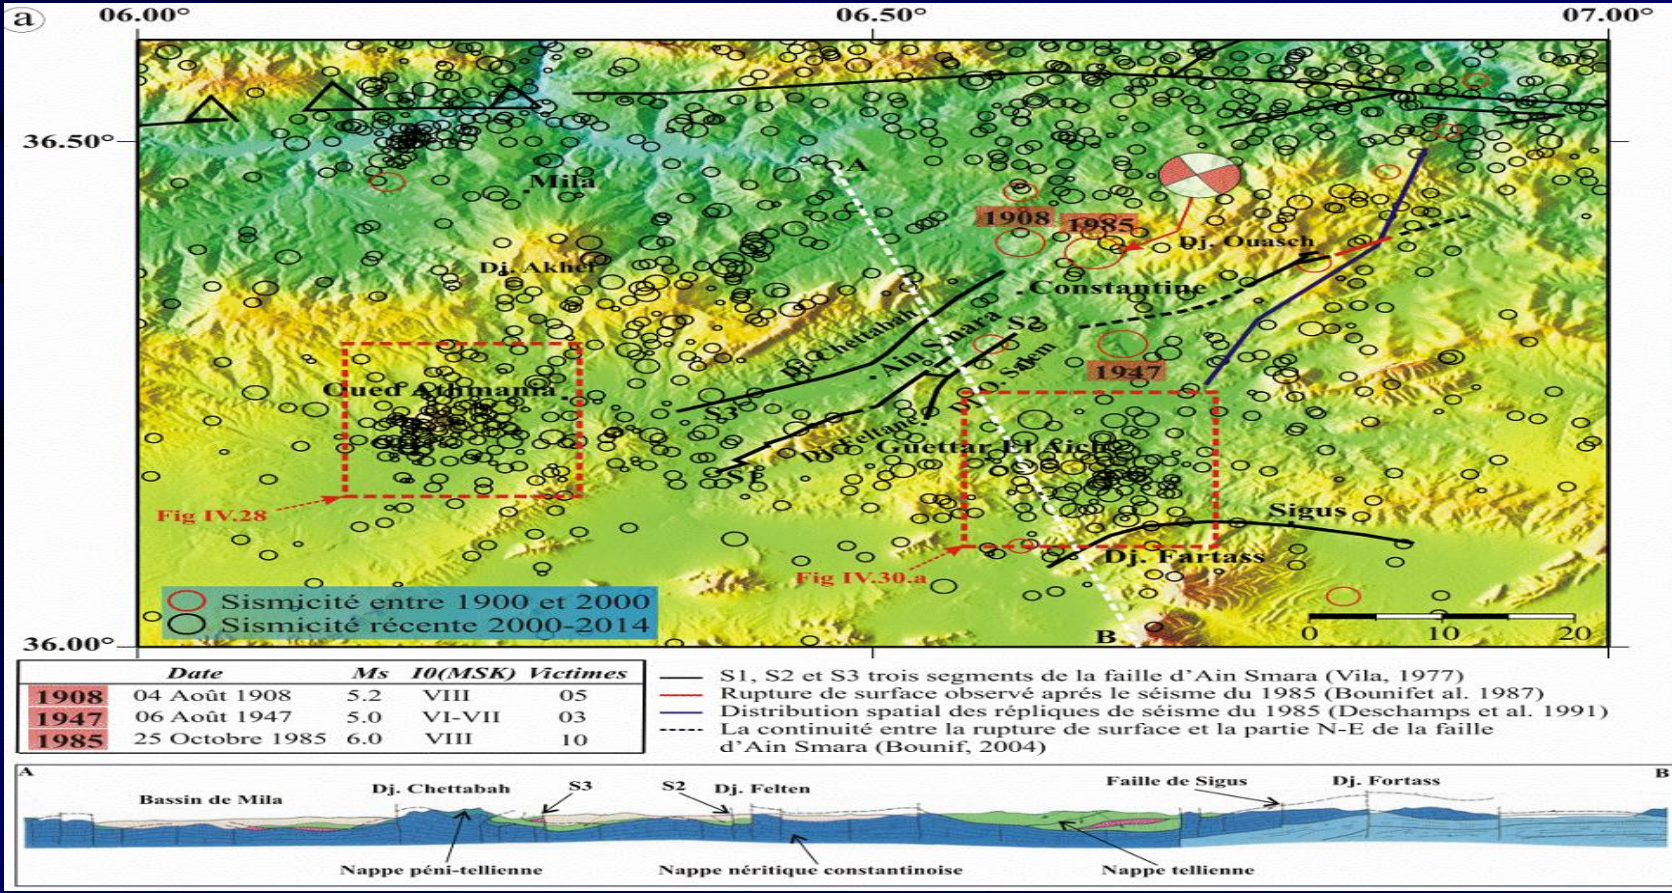 a
06.00° 06.50° 07.00°
36.50°
36.00°
A
Mila
1908
1985
Dj. Ouasch
Dj. Akhel
Constantine
Dj. Chettabah
Ain Smara
S2
1947
Oued Athmania
S3
Guettar El Aich
S1
Sigus
Fig IV.28
Dj. Fartass
Fig IV.30.a
B
Sismicité entre 1900 et 2000
Sismicité récente 2000-2014
0 10 20
Date Ms I0(MSK) Victimes
1908 04 Août 1908 5.2 VIII 05
1947 06 Août 1947 5.0 VI-VII 03
1985 25 Octobre 1985 6.0 VIII 10
S1, S2 et S3 trois segments de la faille d'Ain Smara (Vila, 1977)
Rupture de surface observé aprés le séisme du 1985 (Bounifet al. 1987)
Distribution spatial des répliques de séisme du 1985 (Deschamps et al. 1991)
La continuité entre la rupture de surface et la partie N-E de la faille
d'Ain Smara (Bounif, 2004)
A B
Bassin de Mila
Dj. Chettabah
S3
S2
Dj. Felten
Faille de Sigus
Dj. Fortass
Nappe péni-tellienne
Nappe néritique constantinoise
Nappe tellienne